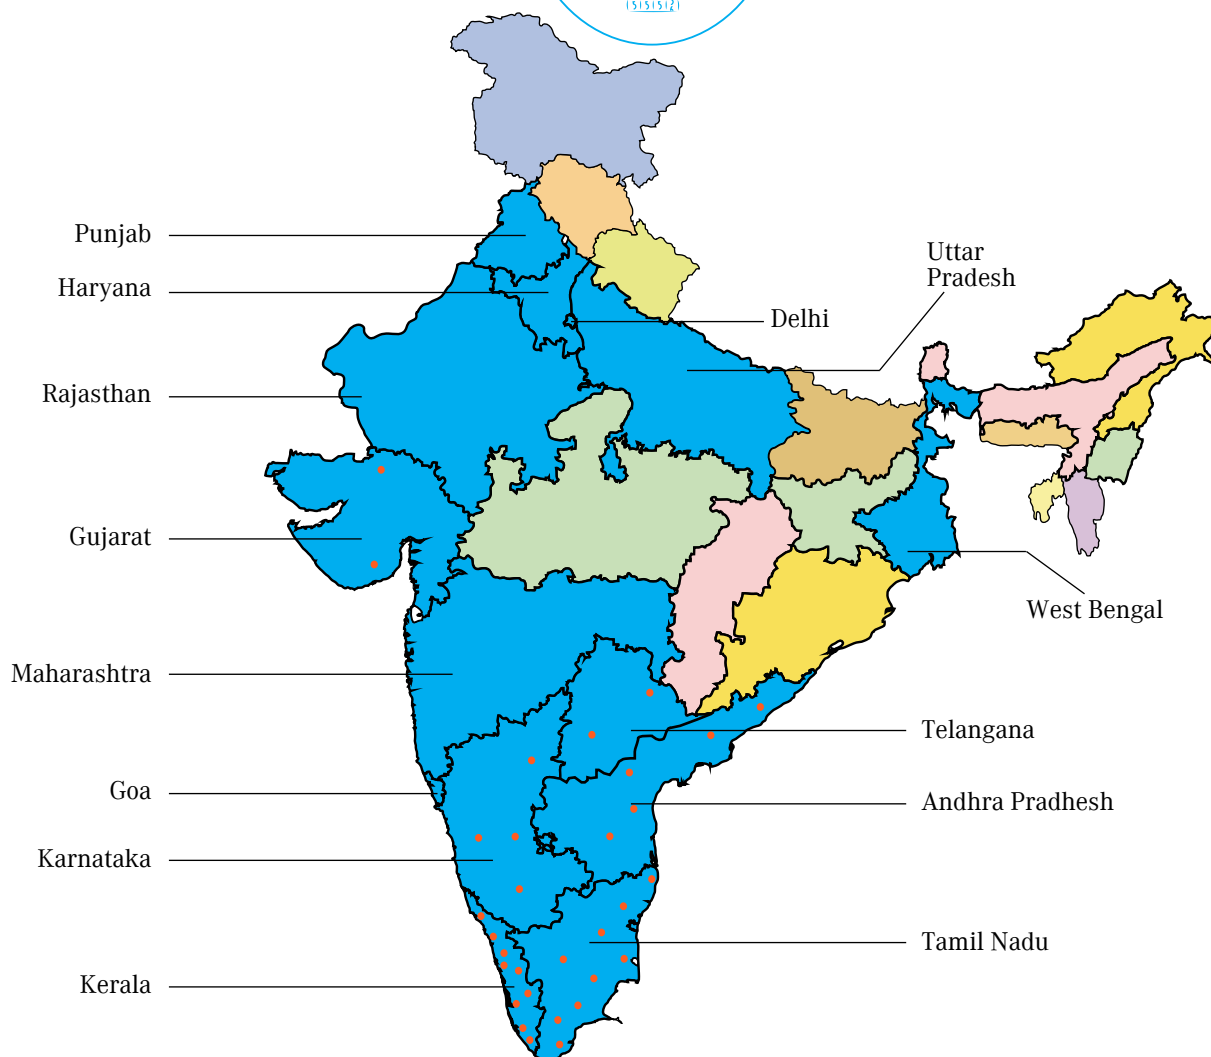 Punjab
Haryana
Uttar
Pradesh
Delhi
Rajasthan
Gujarat
West Bengal
Maharashtra
Telangana
Goa
Andhra Pradhesh
Karnataka
Tamil Nadu
Kerala